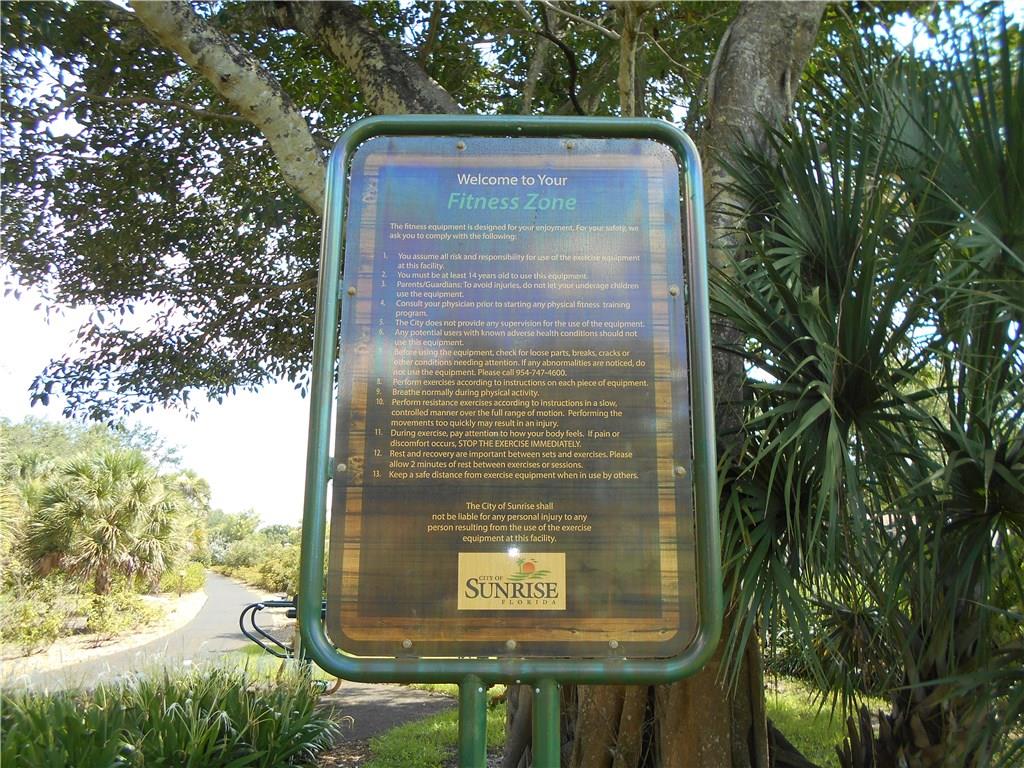 Welcome to Your
Fitness Zone
The fitness equipment is designed for your enjoyment. For your safety, we
ask you to comply with the following:
1. You assume all risk and responsibility for use of the exercise equipment
at this facility.
2. You must be at least 14 years old to use this equipment.
3. Parents/Guardians: To avoid injuries, do not let your underage children
use the equipment.
4. Consult your physician prior to starting any physical fitness training
program.
5. The City does not provide any supervision for the use of the equipment.
6. Any potential users with known adverse health conditions should not
use this equipment.
7. Before using the equipment, check for loose parts, breaks, cracks or
other conditions needing attention. If any abnormalities are noticed, do
not use the equipment. Please call 954-747-4600.
8. Perform exercises according to instructions on each piece of equipment.
9. Breathe normally during physical activity.
10. Perform resistance exercises according to instructions in a slow,
controlled manner over the full range of motion. Performing the
movements too quickly may result in an injury.
11. During exercise, pay attention to how your body feels. If pain or
discomfort occurs, STOP THE EXERCISE IMMEDIATELY.
12. Rest and recovery are important between sets and exercises. Please
allow 2 minutes of rest between exercises or sessions.
13. Keep a safe distance from exercise equipment when in use by others.
The City of Sunrise shall
not be liable for any personal injury to any
person resulting from the use of the exercise
equipment at this facility.
CITY OF
SUNRISE
FLORIDA